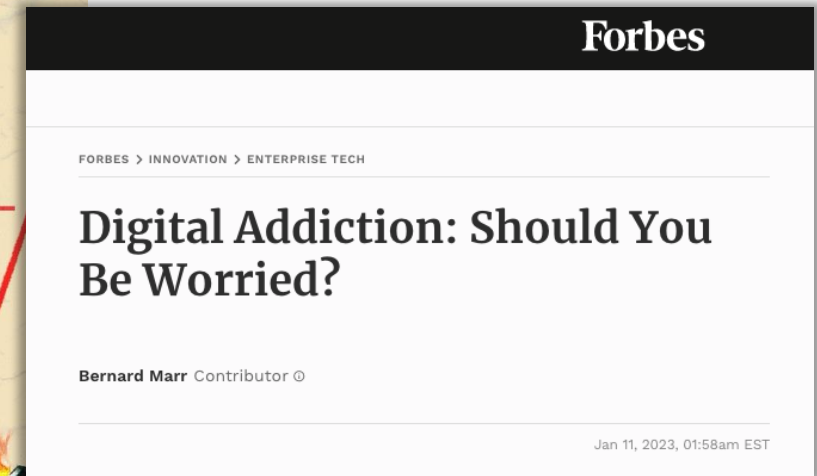 Forbes
FORBES > INNOVATION > ENTERPRISE TECH
Digital Addiction: Should You
Be Worried?
Bernard Marr Contributor
Jan 11, 2023, 01:58am EST